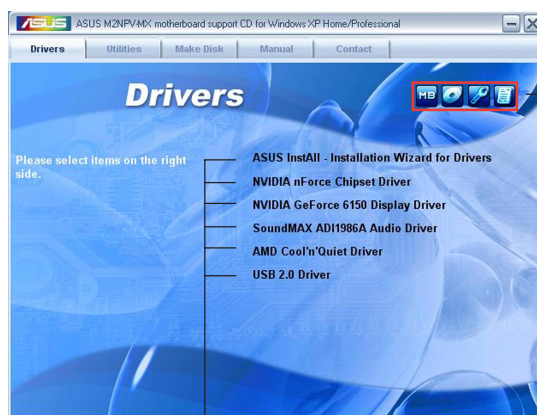 ASUS ASUS M2NPV-MX motherboard support CD for Windows XP Home/Professional
Drivers Utilities Make Disk Manual Contact
Drivers
MB
Please select items on the right
side.
ASUS InstAll - Installation Wizard for Drivers
NVIDIA nForce Chipset Driver
NVIDIA GeForce 6150 Display Driver
SoundMAX ADI1986A Audio Driver
AMD Cool'n'Quiet Driver
USB 2.0 Driver